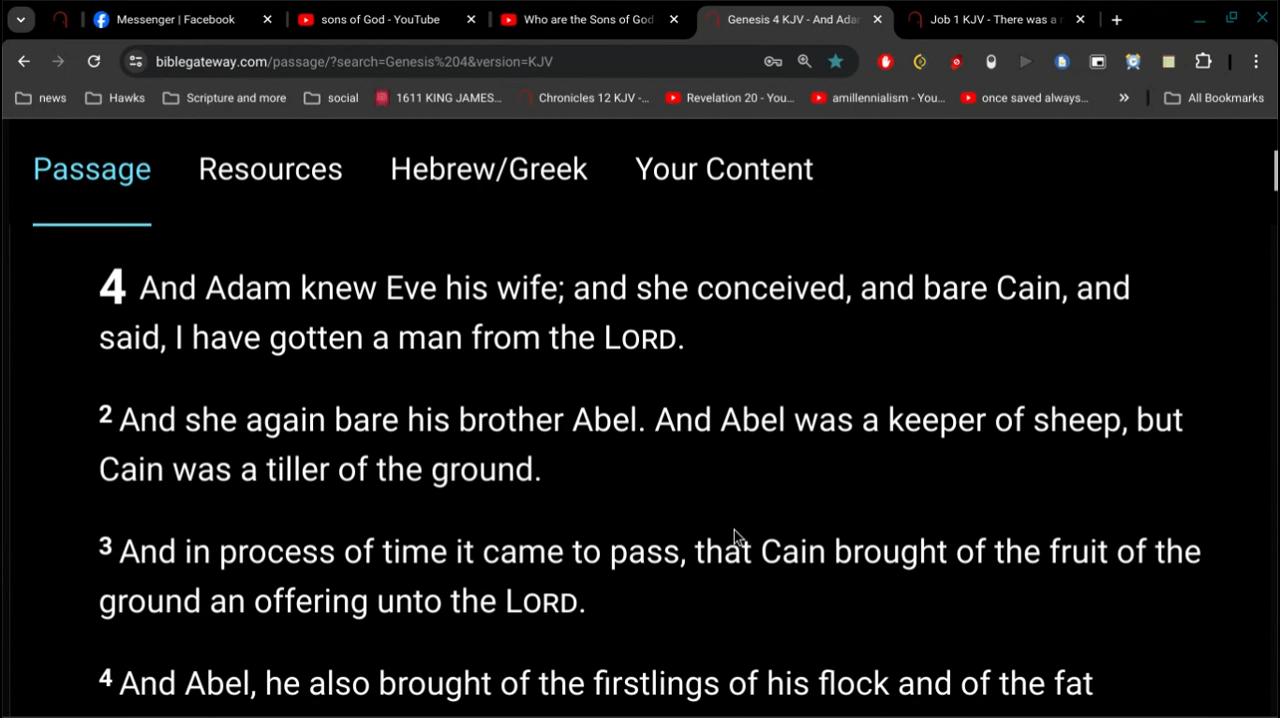 Messenger | Facebook
sons of God - YouTube
Who are the Sons of God
Genesis 4 KJV - And Ada
Job 1 KJV - There was a
biblegateway.com/passage/?search=Genesis%204&version=KJV
news
Hawks
Scripture and more
social
1611 KING JAMES...
Chronicles 12 KJV -...
Revelation 20 - You...
amillennialism - You...
once saved always...
All Bookmarks
Passage
Resources
Hebrew/Greek
Your Content
4 And Adam knew Eve his wife; and she conceived, and bare Cain, and
said, I have gotten a man from the LORD.
2 And she again bare his brother Abel. And Abel was a keeper of sheep, but
Cain was a tiller of the ground.
3 And in process of time it came to pass, that Cain brought of the fruit of the
ground an offering unto the LORD.
4 And Abel, he also brought of the firstlings of his flock and of the fat